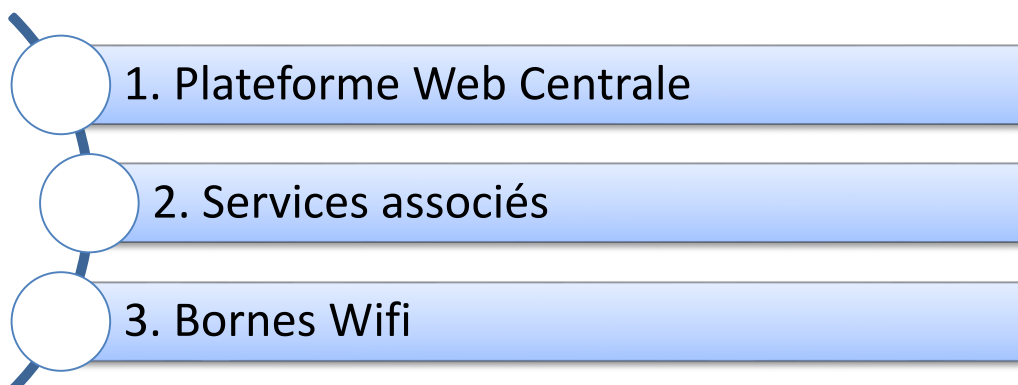 1. Plateforme Web Centrale
2. Services associés
3. Bornes Wifi